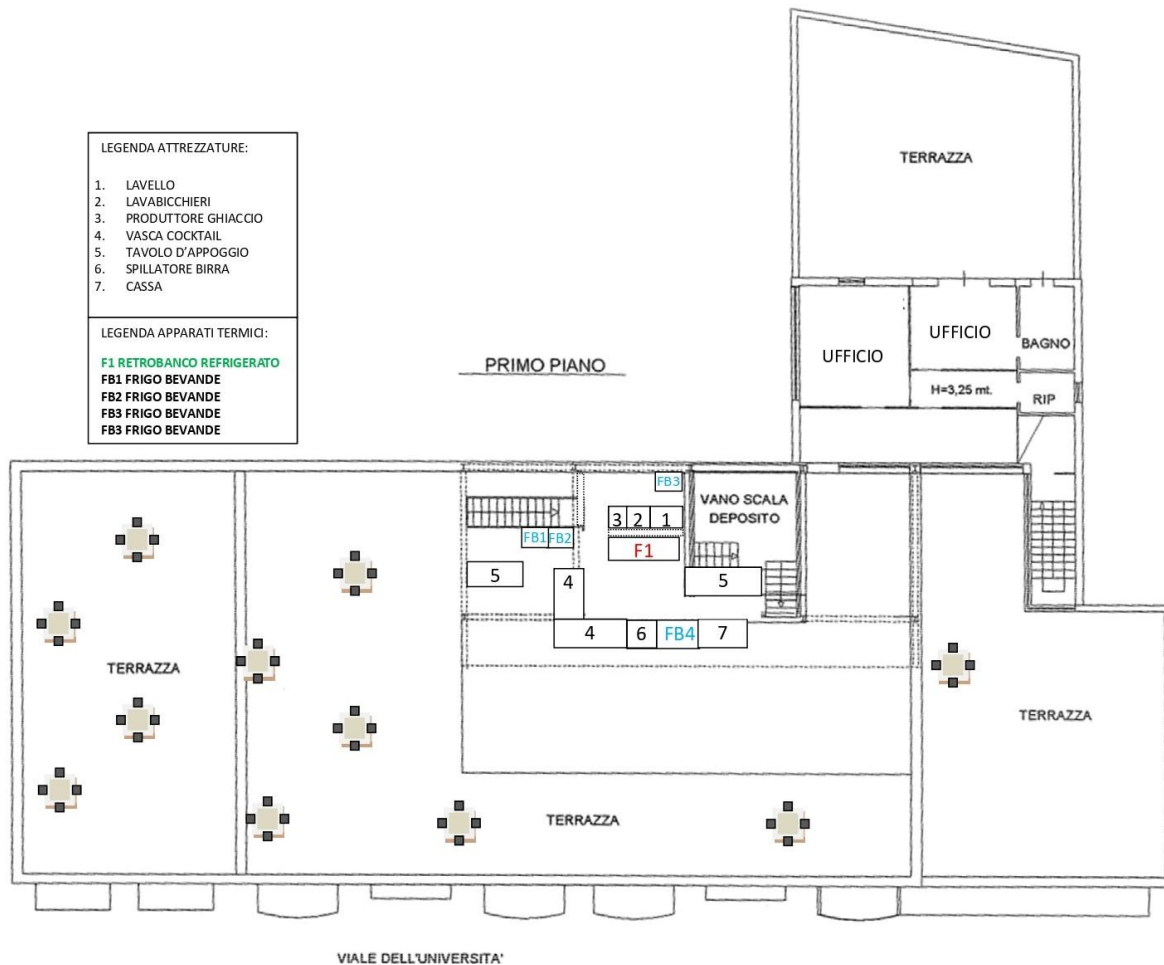 TERRAZZA
LEGENDA ATTREZZATURE:
1. LAVELLO
2. LAVABICCHIERI
3. PRODUTTORE GHIACCIO
4. VASCA COCKTAIL
5. TAVOLO D'APPOGGIO
6. SPILLATORE BIRRA
7. CASSA
LEGENDA APPARATI TERMICI:
F1 RETROBANCO REFRIGERATO
FB1 FRIGO BEVANDE
FB2 FRIGO BEVANDE
FB3 FRIGO BEVANDE
FB3 FRIGO BEVANDE
PRIMO PIANO
UFFICIO
UFFICIO
BAGNO
H=3,25 mt.
RIP
FB3
VANO SCALA
DEPOSITO
3 2 1
FB1 FB2
F1
5
4
5
4
6
FB4
7
TERRAZZA
TERRAZZA
TERRAZZA
VIALE DELL'UNIVERSITA'